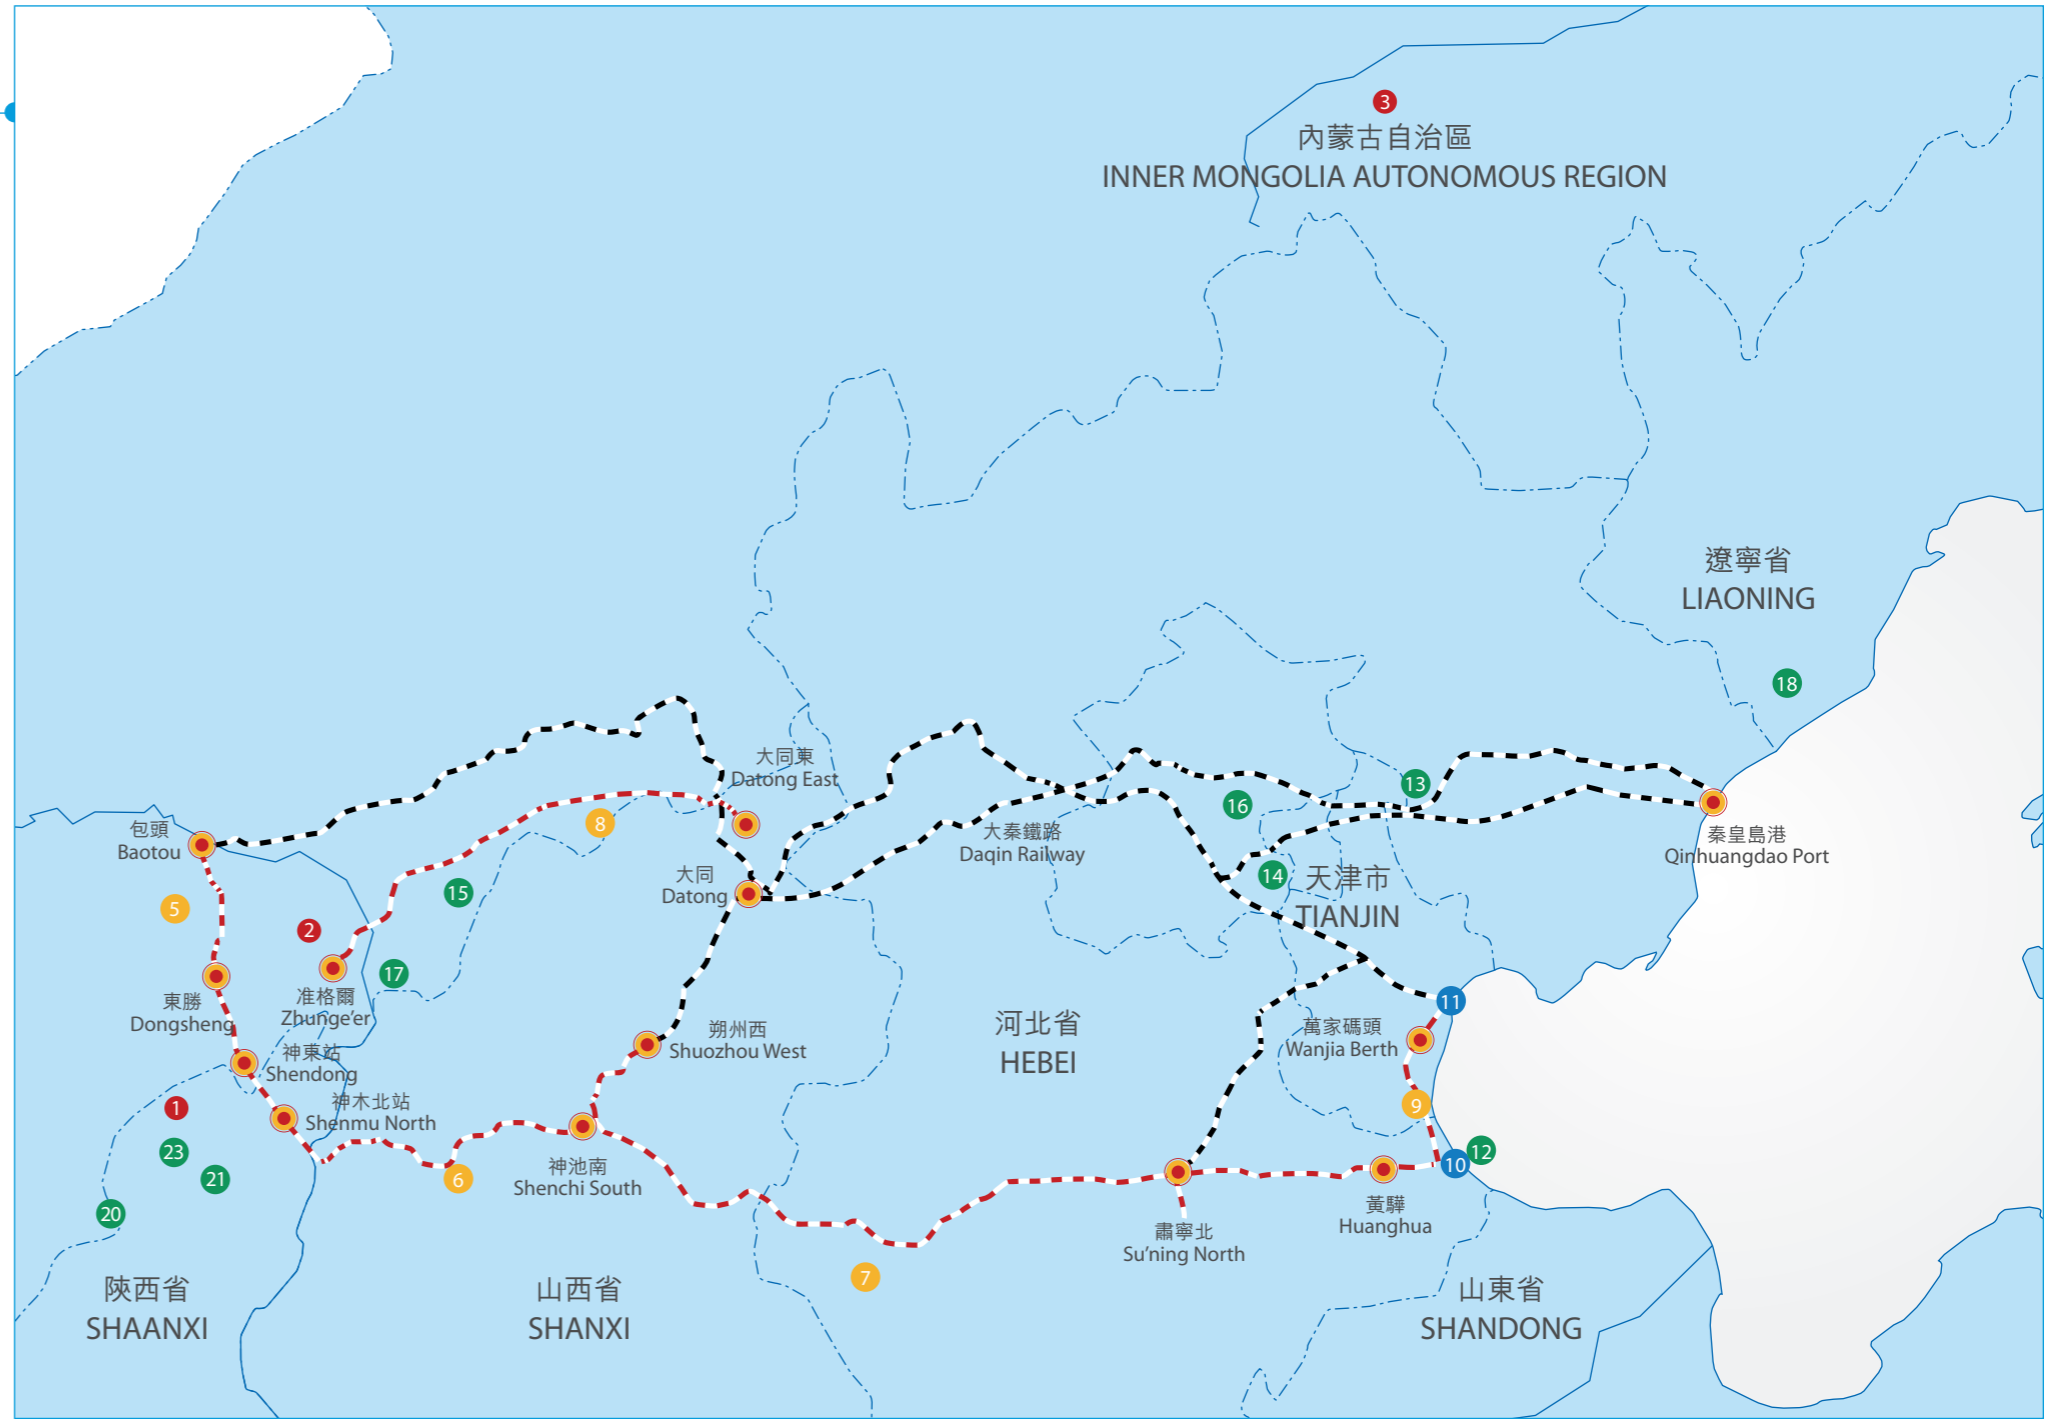 3
內蒙古自治區
INNER MONGOLIA AUTONOMOUS REGION
遼寧省
LIAONING
18
大同東
Datong East
13
16
8
包頭
Baotou
大秦鐵路
Daqin Railway
秦皇島港
Qinhuangdao Port
大同
Datong
14
天津市
TIANJIN
15
5
2
17
准格爾
Zhunge'er
東勝
Dongsheng
11
河北省
HEBEI
萬家碼頭
Wanjia Berth
朔州西
Shuozhou West
神東站
Shendong
1
神木北站
Shenmu North
9
23
12
10
21
6
神池南
Shenchi South
20
黃驊
Huanghua
肅寧北
Su'ning North
7
陝西省
SHAANXI
山西省
SHANXI
山東省
SHANDONG